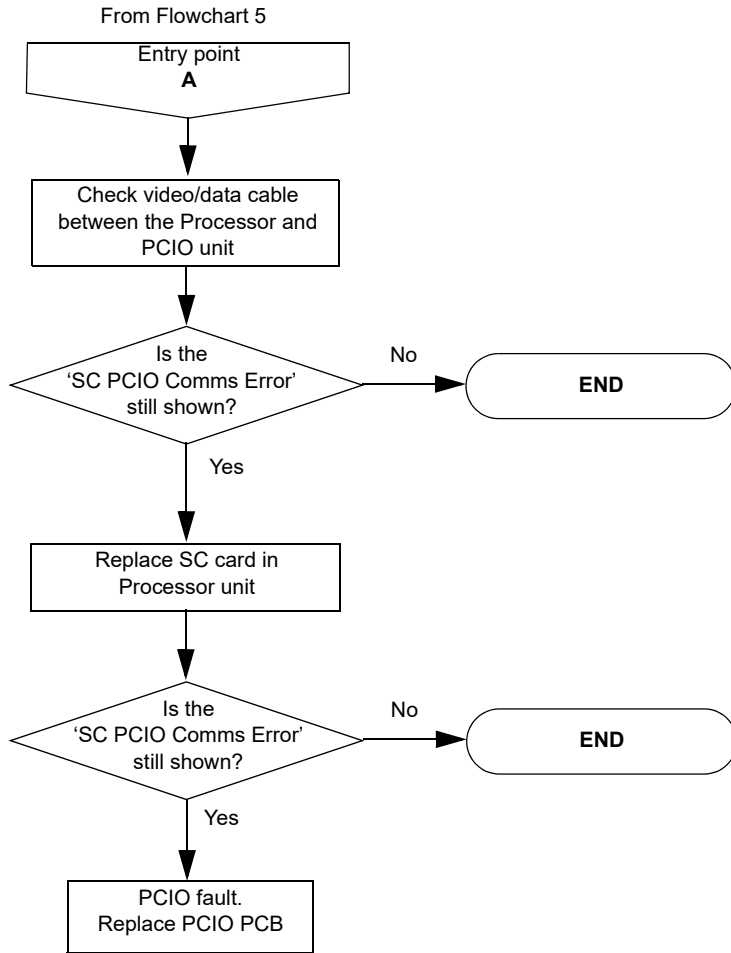 From Flowchart 5
Entry point
A
Check video/data cable
between the Processor and
PCIO unit
Is the
‘SC PCIO Comms Error’
still shown?
No
END
Yes
Replace SC card in
Processor unit
Is the
‘SC PCIO Comms Error’
still shown?
No
END
Yes
PCIO fault.
Replace PCIO PCB